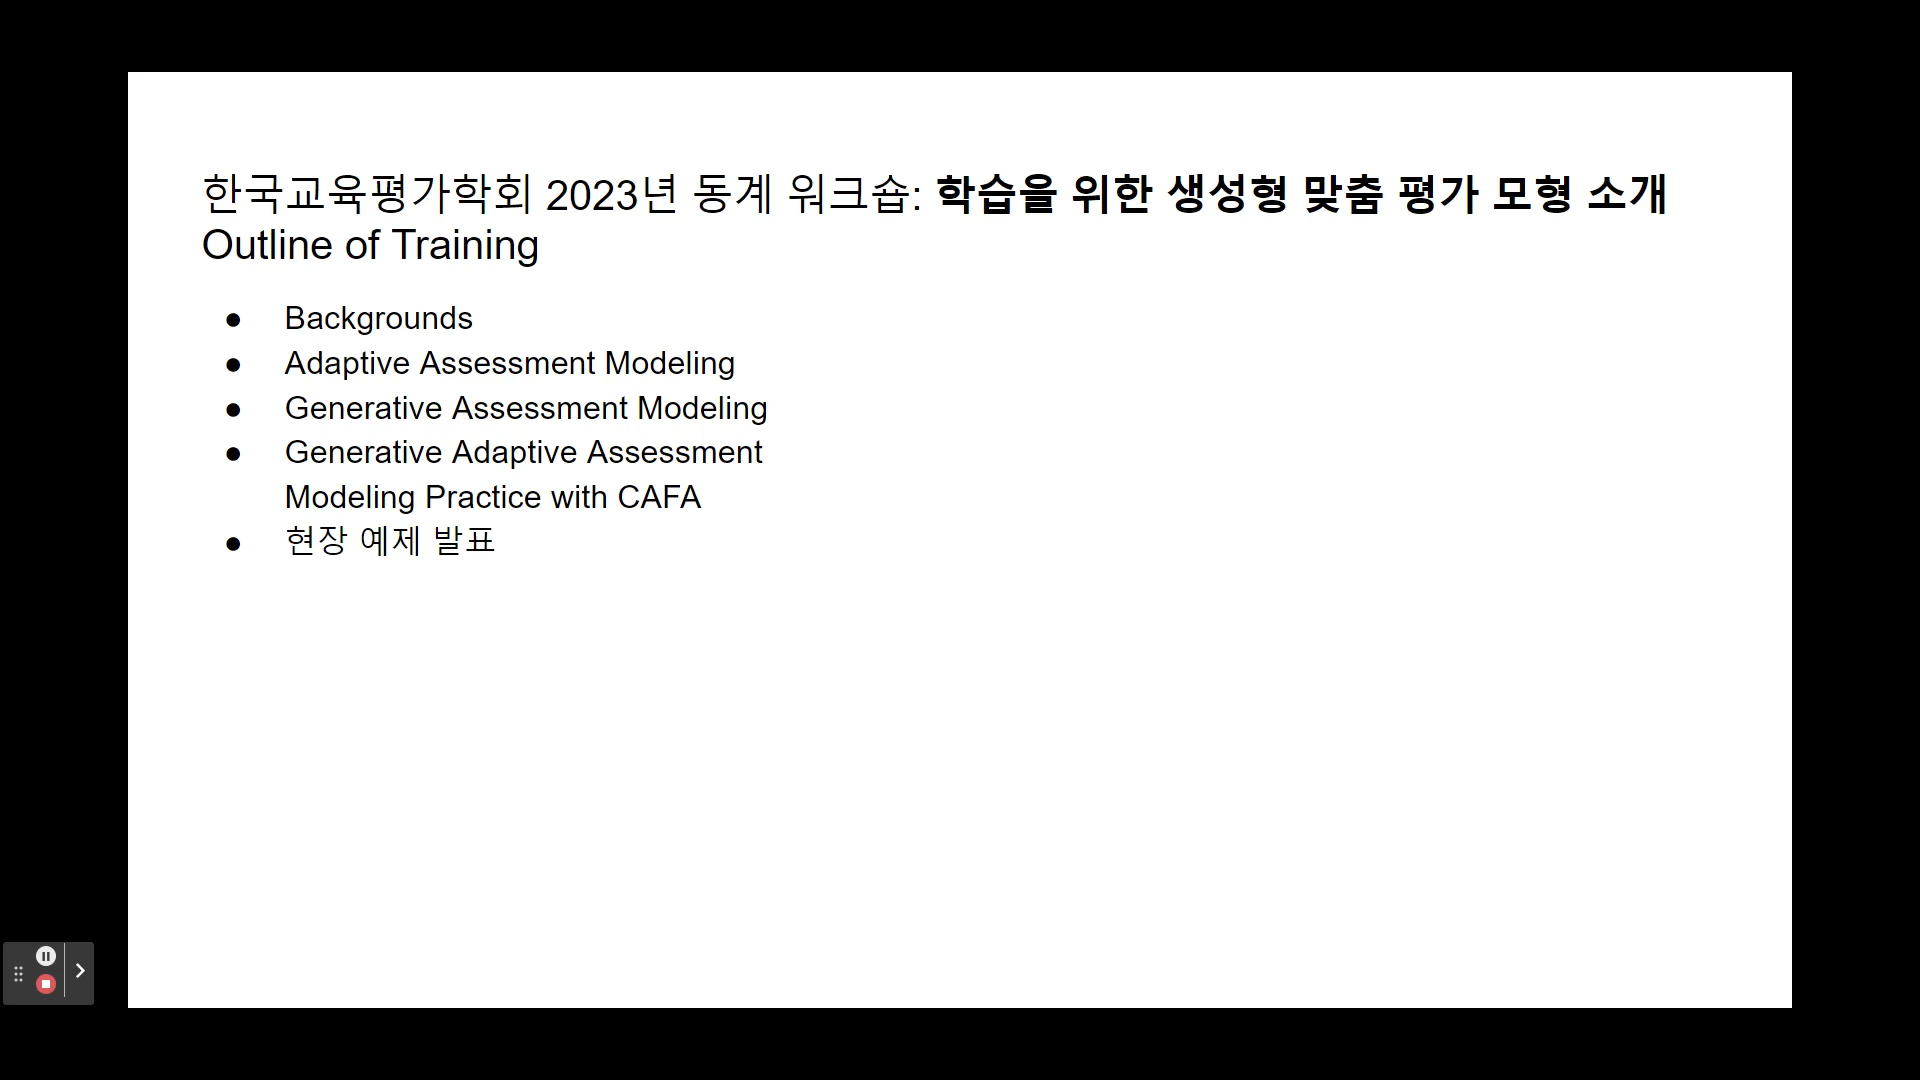 한국교육평가학회 2023년 동계 워크숍: 학습을 위한 생성형 맞춤 평가 모형 소개
Outline of Training
● Backgrounds
● Adaptive Assessment Modeling
● Generative Assessment Modeling
● Generative Adaptive Assessment
Modeling Practice with CAFA
● 현장 예제 발표